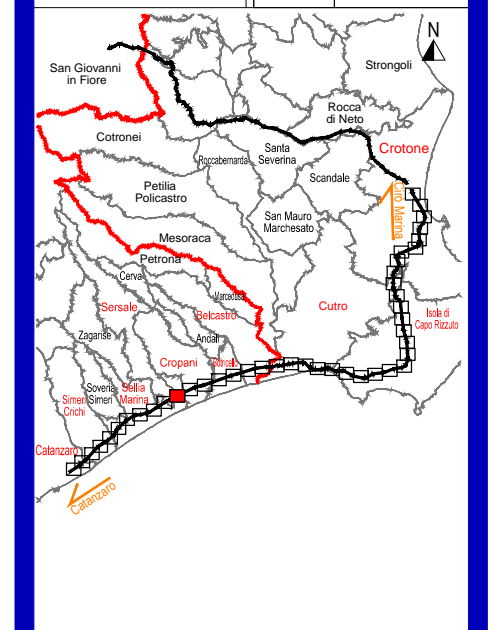 N
Strongoli
San Giovanni
in Fiore
Rocca
di Neto
Cotronei
Santa
Severina
Crotone
Roccabernarda
Scandale
Petilia
Policastro
Ciro Marina
San Mauro
Marchesato
Mesoraca
Petrona
Cerva
Marcedusa
Sersale
Belcastro
Cutro
Isola di
Capo Rizzuto
Zagarise
Andali
Cropani
Botricello
Soveria
Simeri
Sellia
Marina
Simeri
Crichi
Catanzaro
Catanzaro